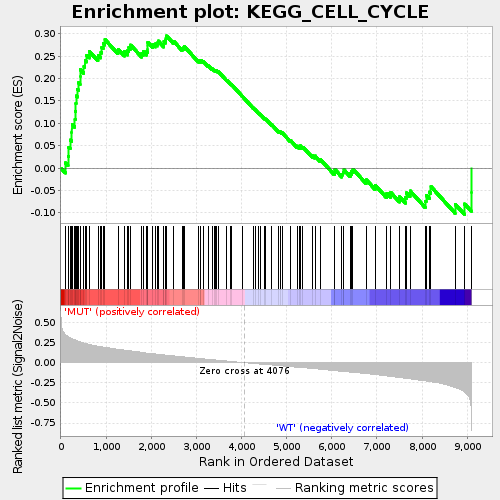 Enrichment plot: KEGG_CELL_CYCLE
Enrichment score (ES)
0.30
0.25
0.20
0.15
0.10
0.05
0.00
-0.05
-0.10
'MUT' (positively correlated)
Ranked list metric (Signal2Noise)
0.50
0.25
0.00
-0.25
-0.50
-0.75
Zero cross at 4076
'WT' (negatively correlated)
0 1,000 2,000 3,000 4,000 5,000 6,000 7,000 8,000 9,000
Rank in Ordered Dataset
Enrichment profile Hits Ranking metric scores